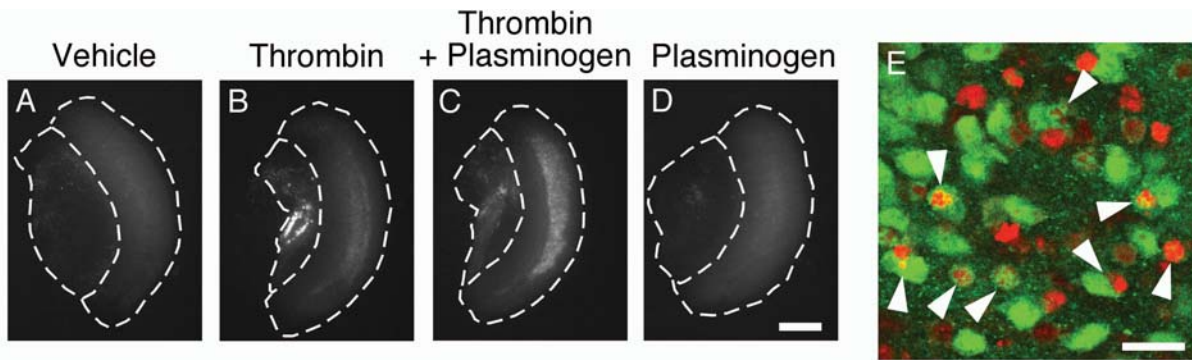 Vehicle
Thrombin
Thrombin
+ Plasminogen
Plasminogen
A
B
C
D
E